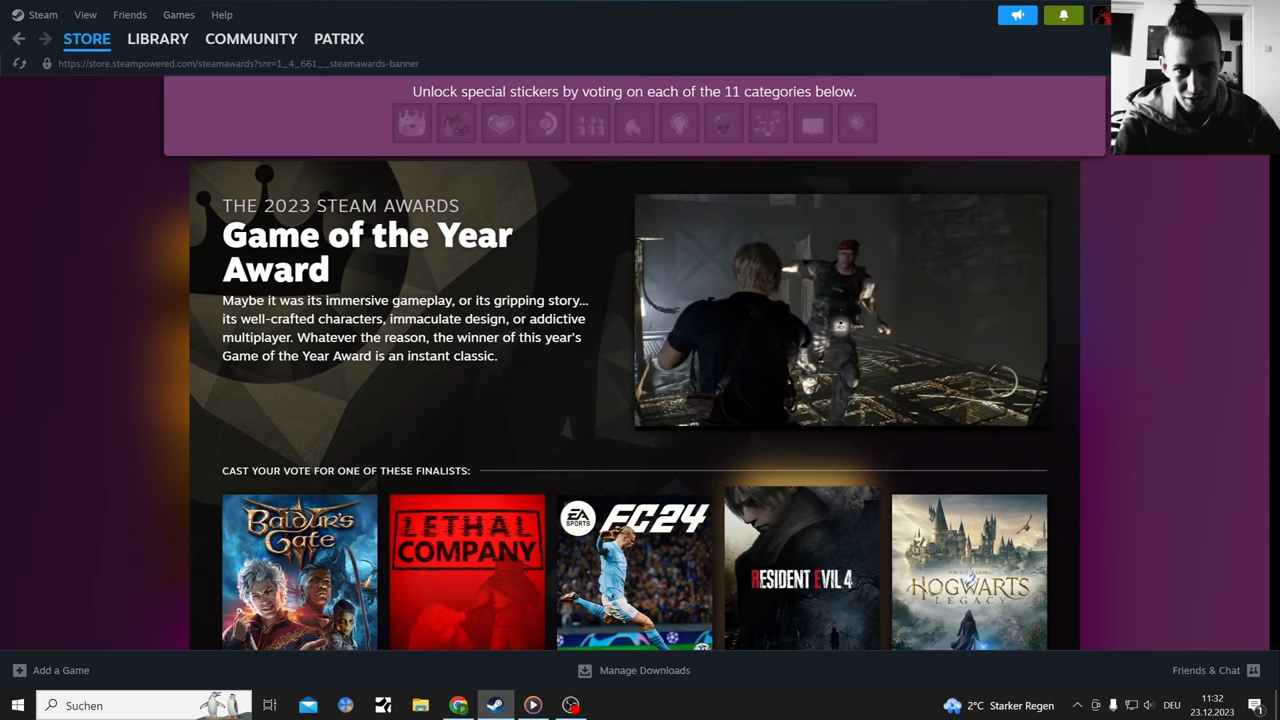 Steam View Friends Games Help
STORE LIBRARY COMMUNITY PATRIX
https://store.steampowered.com/steamawards?snr=1_4_661__steamawards-banner
Unlock special stickers by voting on each of the 11 categories below.
THE 2023 STEAM AWARDS
Game of the Year
Award
Maybe it was its immersive gameplay, or its gripping story...
its well-crafted characters, immaculate design, or addictive
multiplayer. Whatever the reason, the winner of this year's
Game of the Year Award is an instant classic.
CAST YOUR VOTE FOR ONE OF THESE FINALISTS:
BALDUR'S
GATE
III
LETHAL
COMPANY
EA
SPORTS
FC24
RESIDENT EVIL 4
HOGWARTS
LEGACY
Add a Game
Manage Downloads
Friends & Chat
Suchen
2°C Starker Regen
DEU
11:32
23.12.2023
1